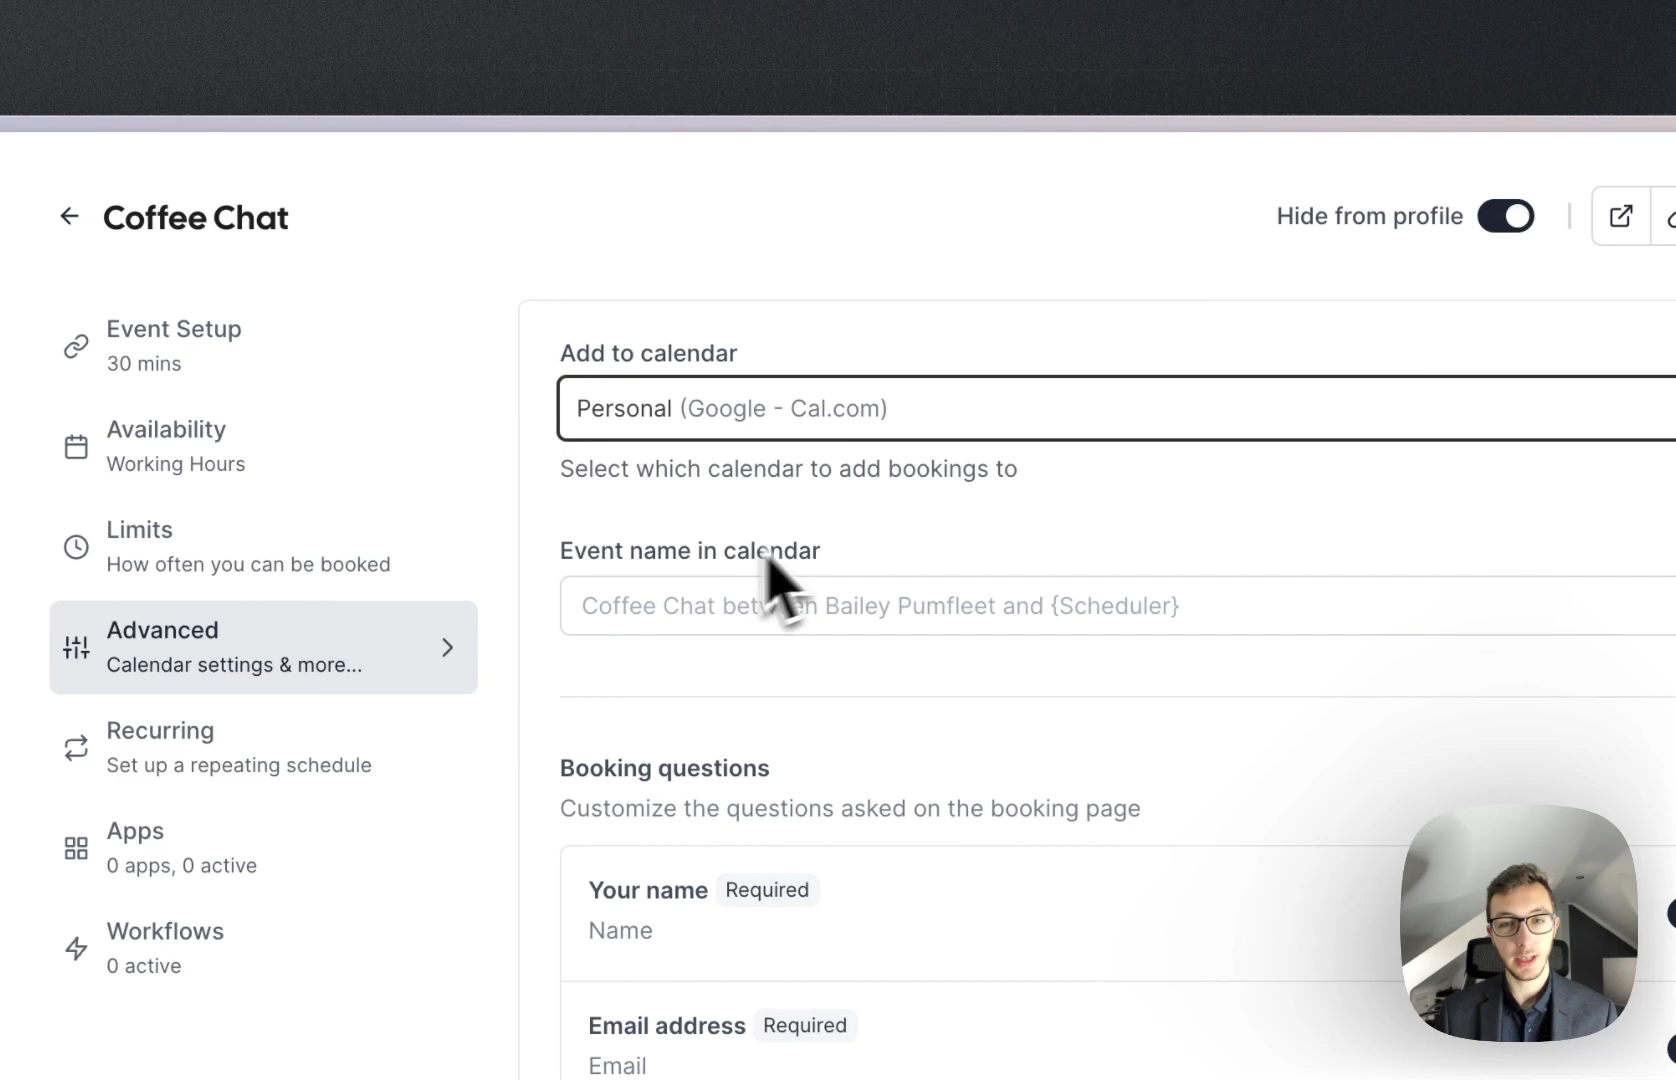 Coffee Chat
Hide from profile
Event Setup
30 mins
Availability
Working Hours
Limits
How often you can be booked
Advanced
Calendar settings & more...
Recurring
Set up a repeating schedule
Apps
0 apps, 0 active
Workflows
0 active
Add to calendar
Personal (Google - Cal.com)
Select which calendar to add bookings to
Event name in calendar
Coffee Chat between Bailey Pumfleet and {Scheduler}
Booking questions
Customize the questions asked on the booking page
Your name Required
Name
Email address Required
Email